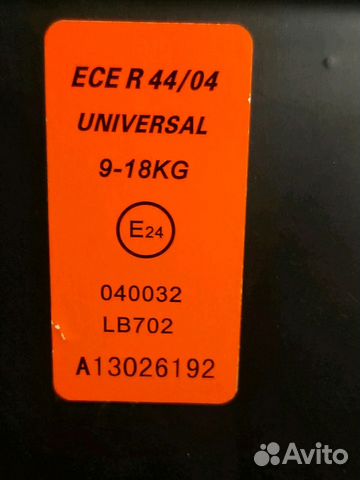 ECE R 44/04
UNIVERSAL
9-18KG
E24
040032
LB702
A13026192
Avito